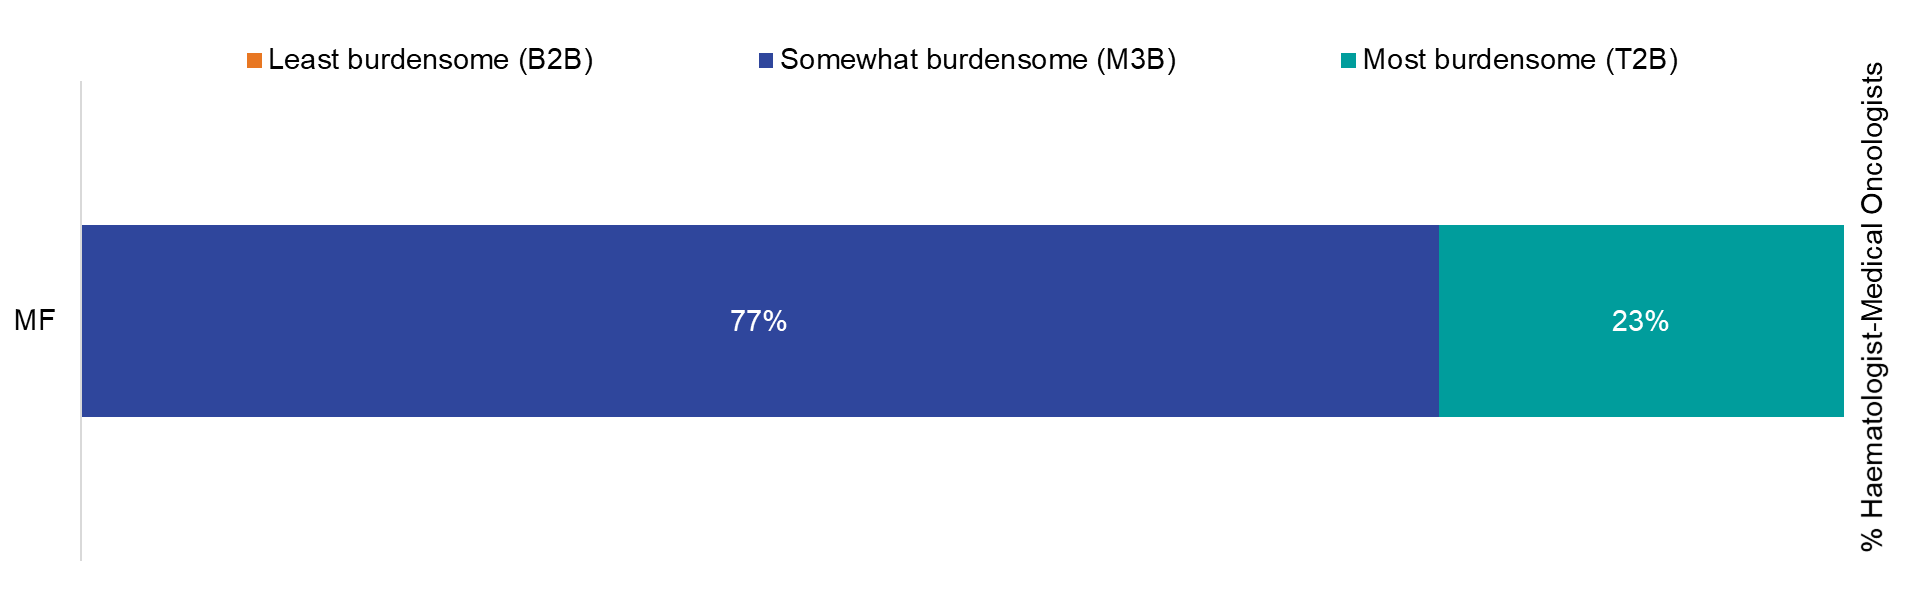 Least burdensome (B2B)
Somewhat burdensome (M3B)
Most burdensome (T2B)
MF
77%
23%
% Haematologist-Medical Oncologists